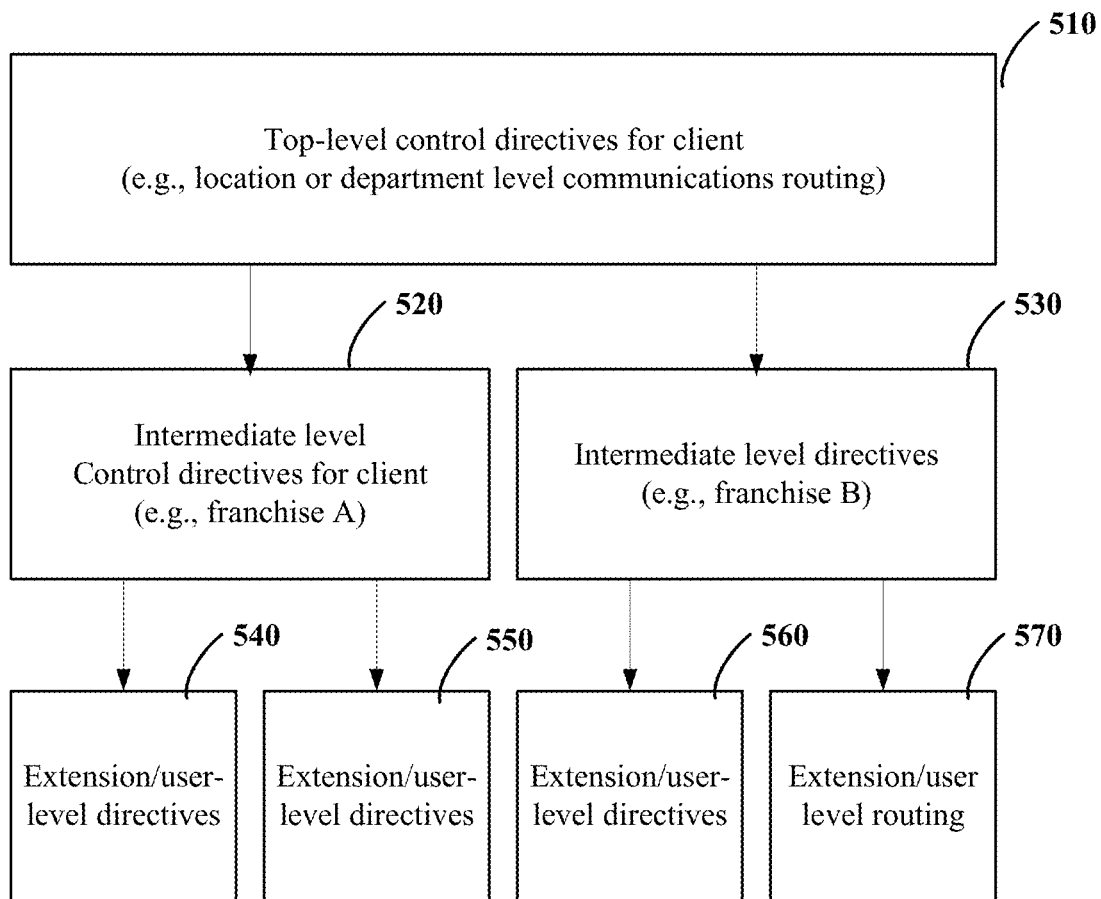 510
Top-level control directives for client
(e.g., location or department level communications routing)
520
530
Intermediate level
Control directives for client
(e.g., franchise A)
Intermediate level directives
(e.g., franchise B)
540
550
560
570
Extension/user-
level directives
Extension/user-
level directives
Extension/user-
level directives
Extension/user
level routing